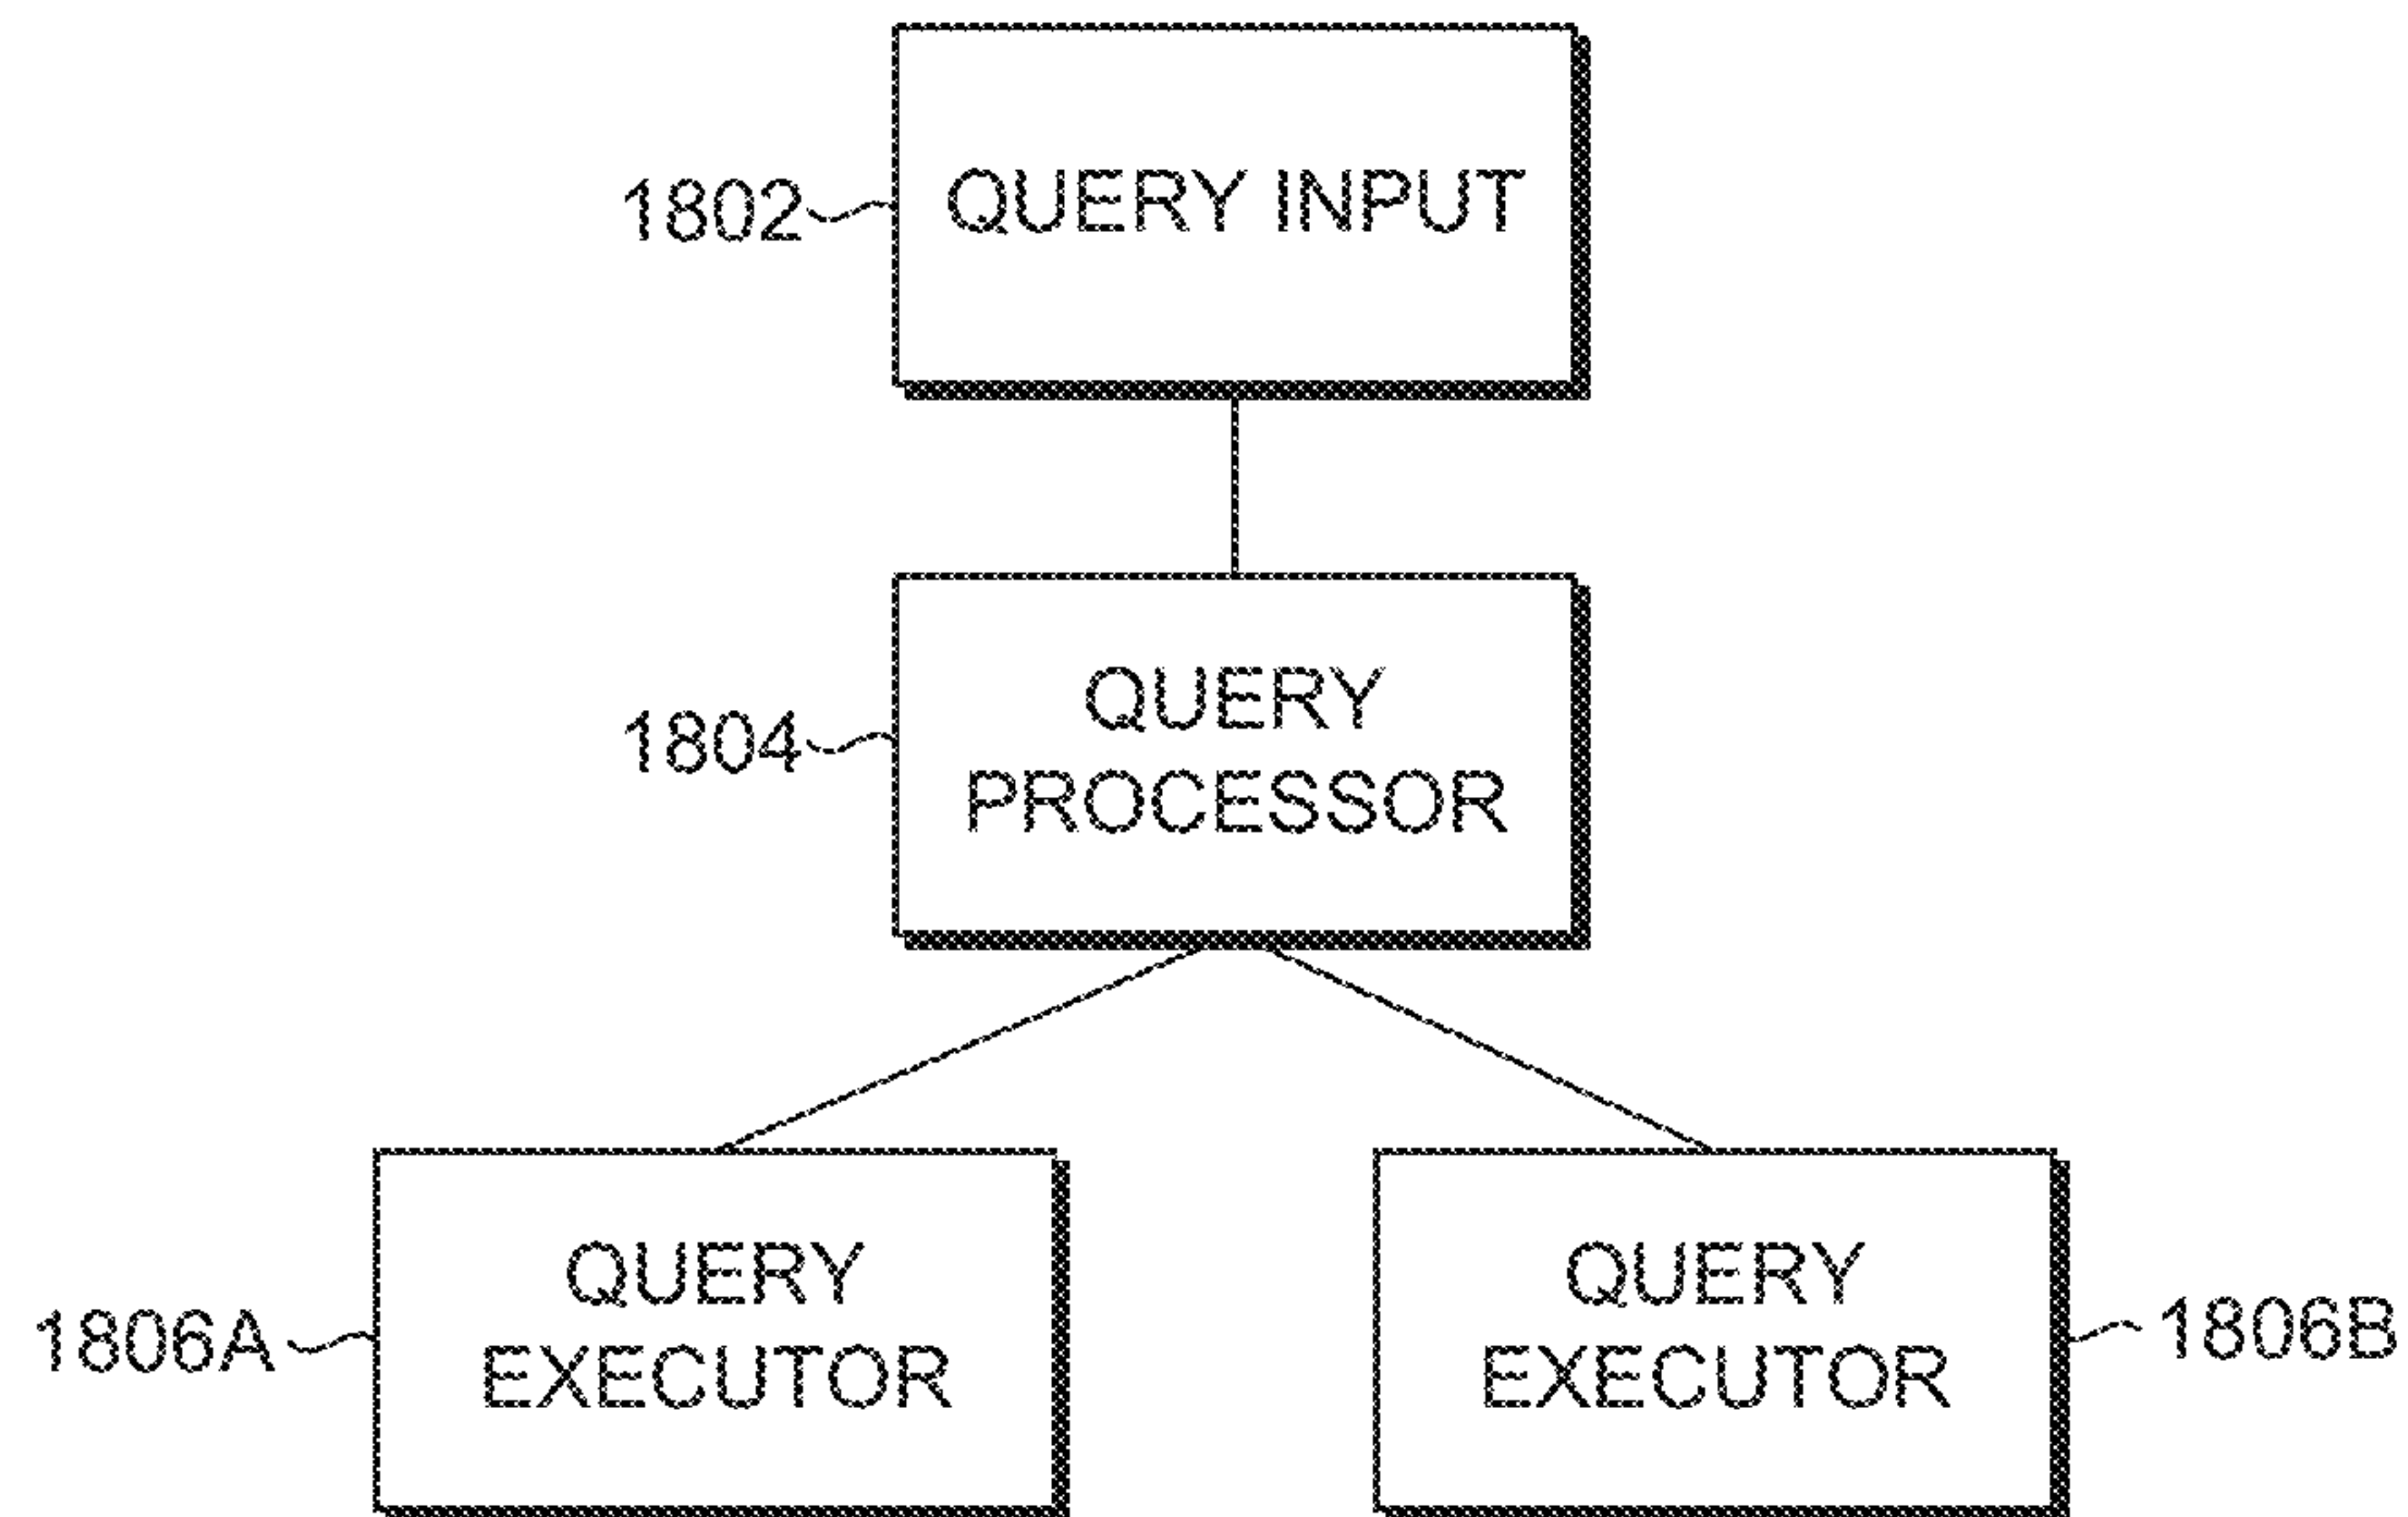 1802
QUERY INPUT
1804
QUERY
PROCESSOR
1806A
QUERY
EXECUTOR
QUERY
EXECUTOR
1806B